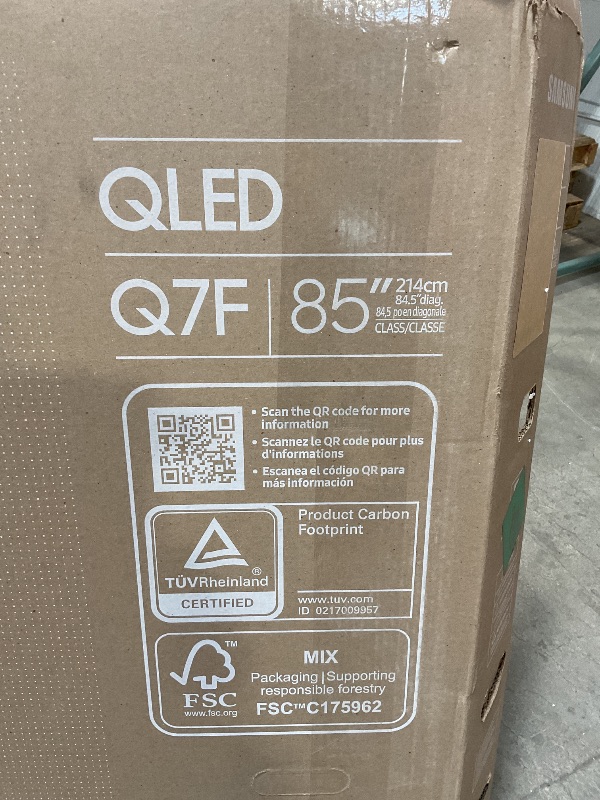 SAMSUNG
QLED
Q7F
85″
214cm
84.5″diag.
84,5 po en diagonale
CLASS/CLASSE
• Scan the QR code for more
information
• Scannez le QR code pour plus
d'informations
• Escanea el código QR para
más información
TÜVRheinland®
CERTIFIED
Product Carbon
Footprint
www.tuv.com
ID 0217009957
FSC™
www.fsc.org
MIX
Packaging | Supporting
responsible forestry
FSC™C175962